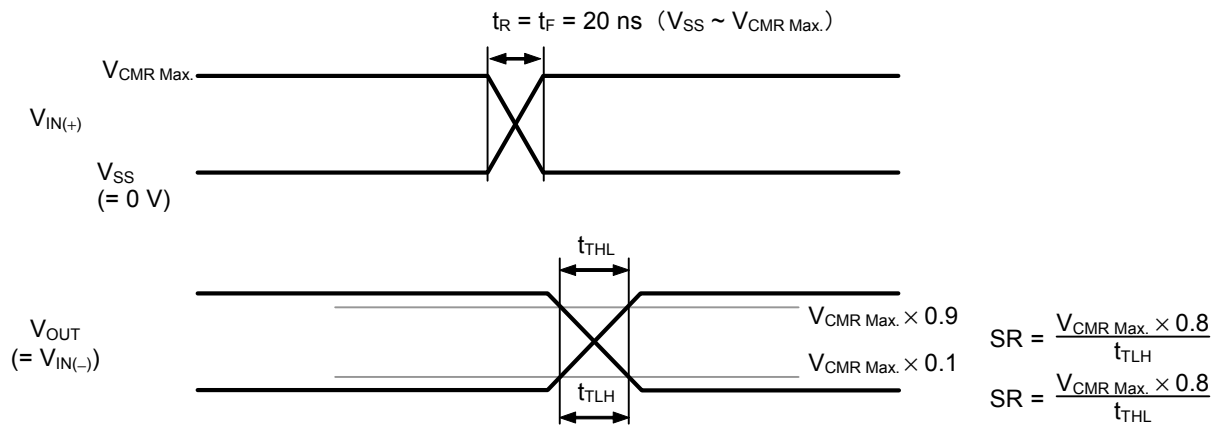 tR = tF = 20 ns (VSS ~ VCMR Max.)
VCMR Max.
VIN(+)
VSS
(= 0 V)
tTHL
VOUT
(= VIN(−))
VCMR Max. × 0.9
VCMR Max. × 0.1
tTLH
SR = VCMR Max. × 0.8
tTLH
SR = VCMR Max. × 0.8
tTHL